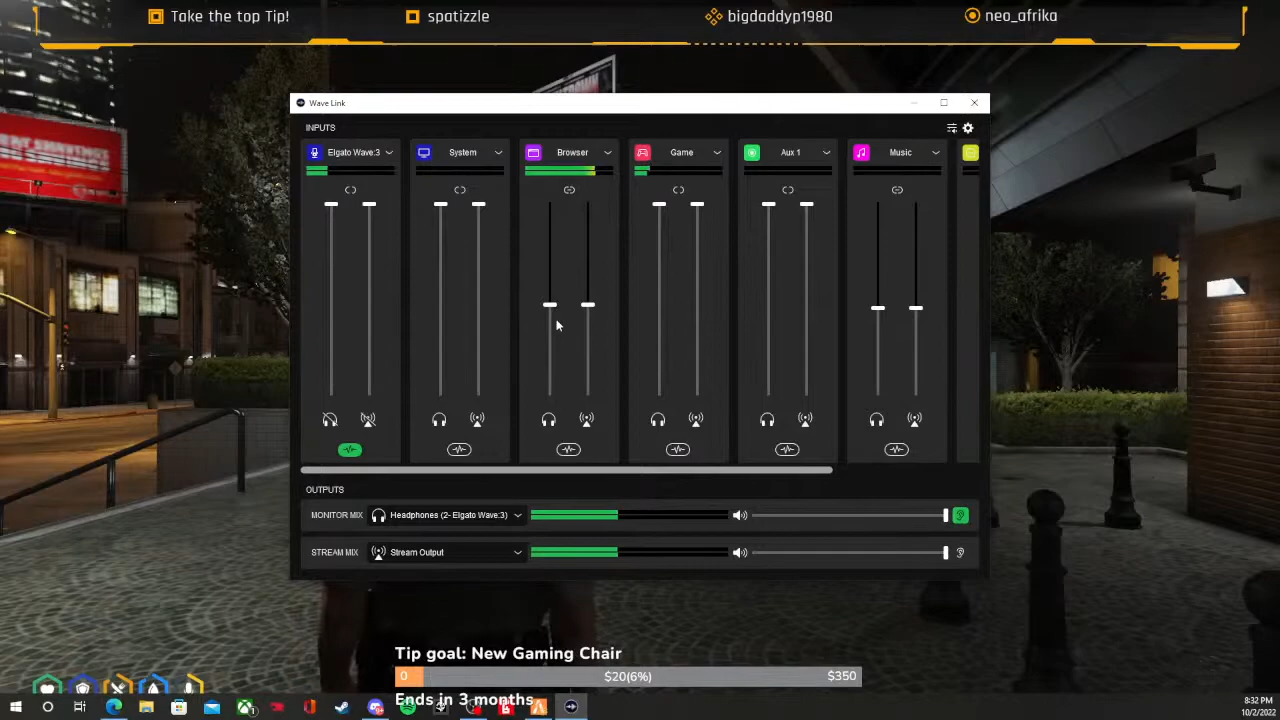 Take the top Tip!
spatizzle
bigdaddyp1980
neo_afrika
Wave Link
INPUTS
Elgato Wave:3
System
Browser
Game
Aux 1
Music
OUTPUTS
MONITOR MIX
Headphones (2- Elgato Wave:3)
STREAM MIX
Stream Output
Tip goal: New Gaming Chair
0
$20(6%)
$350
Ends in 3 months
8:32 PM
10/2/2022